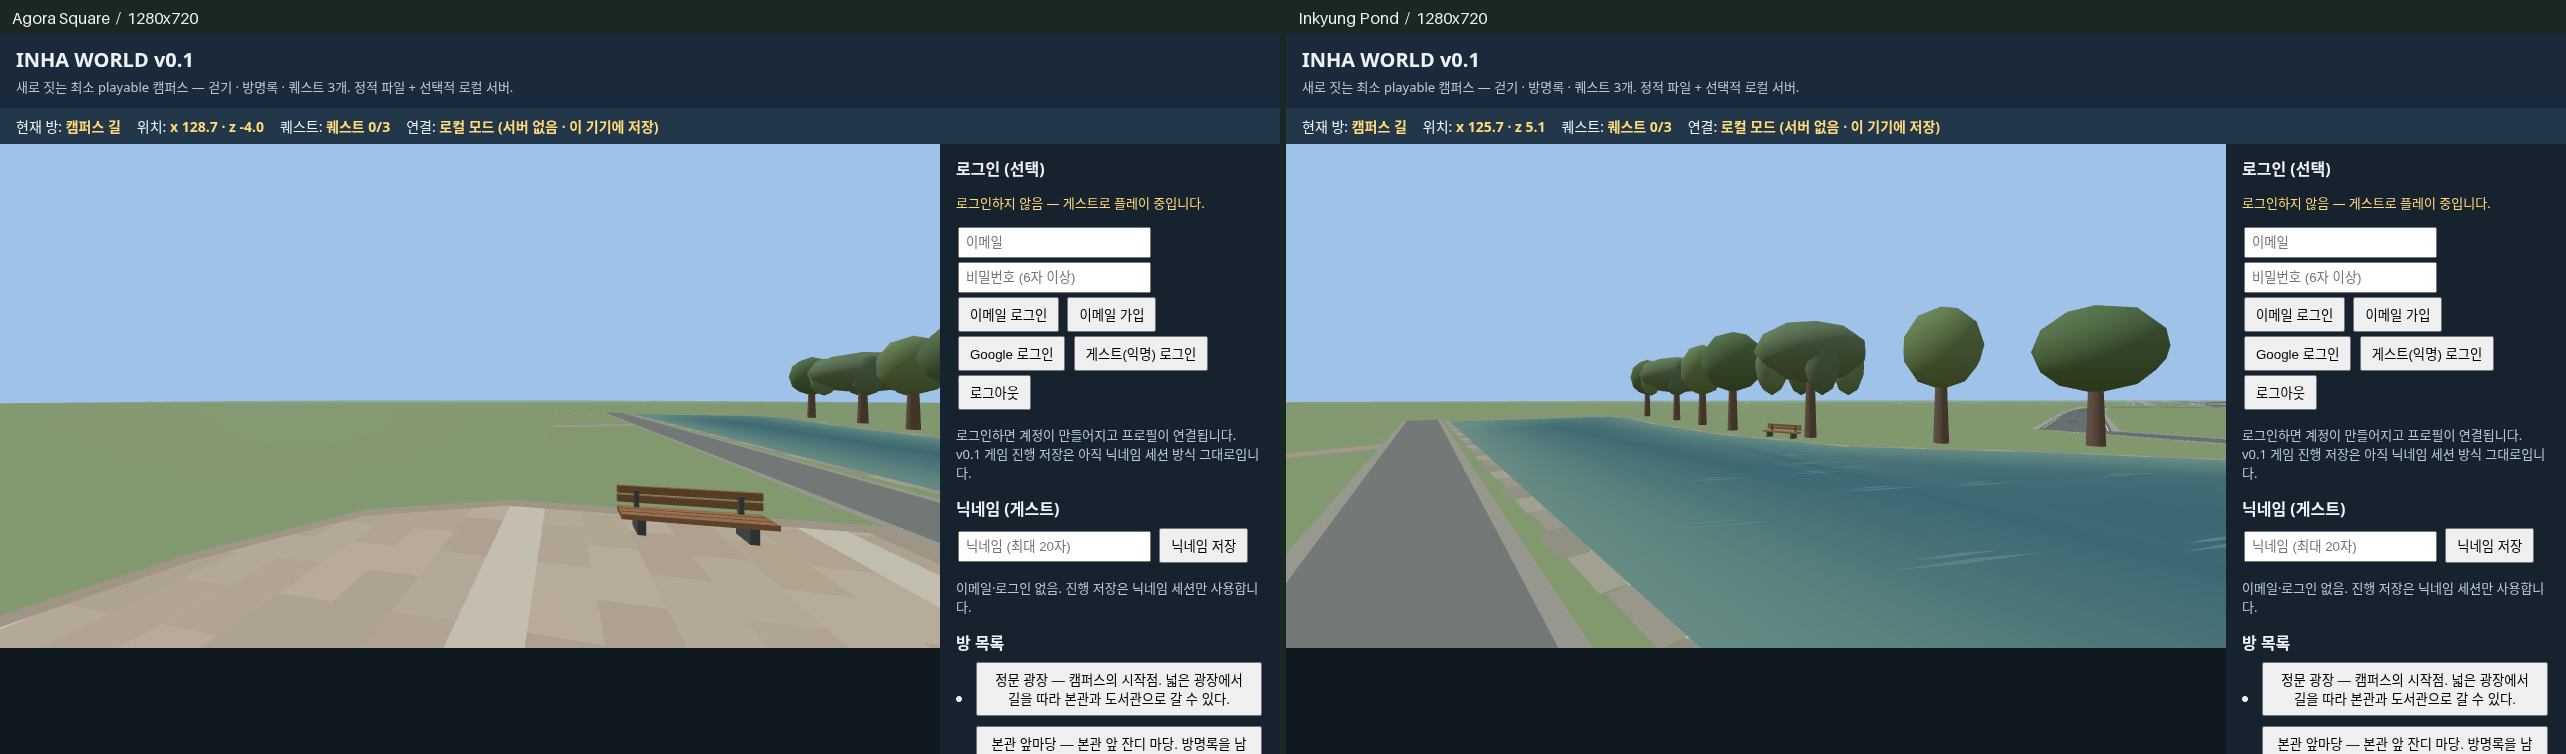 Agora Square / 1280x720
INHA WORLD v0.1
새로 짓는 최소 playable 캠퍼스 — 걷기 · 방명록 · 퀘스트 3개. 정적 파일 + 선택적 로컬 서버.
현재 방: 캠퍼스 길 위치: x 128.7 · z -4.0 퀘스트: 퀘스트 0/3 연결: 로컬 모드 (서버 없음 · 이 기기에 저장)
로그인 (선택)
로그인하지 않음 — 게스트로 플레이 중입니다.
이메일
비밀번호 (6자 이상)
이메일 로그인 이메일 가입
Google 로그인 게스트(익명) 로그인
로그아웃
로그인하면 계정이 만들어지고 프로필이 연결됩니다.
v0.1 게임 진행 저장은 아직 닉네임 세션 방식 그대로입니
다.
닉네임 (게스트)
닉네임 (최대 20자) 닉네임 저장
이메일·로그인 없음. 진행 저장은 닉네임 세션만 사용합니
다.
방 목록
정문 광장 — 캠퍼스의 시작점. 넓은 광장에서
길을 따라 본관과 도서관으로 갈 수 있다.
본관 앞마당 — 본관 앞 잔디 마당. 방명록을 남
Inkyung Pond / 1280x720
INHA WORLD v0.1
새로 짓는 최소 playable 캠퍼스 — 걷기 · 방명록 · 퀘스트 3개. 정적 파일 + 선택적 로컬 서버.
현재 방: 캠퍼스 길 위치: x 125.7 · z 5.1 퀘스트: 퀘스트 0/3 연결: 로컬 모드 (서버 없음 · 이 기기에 저장)
로그인 (선택)
로그인하지 않음 — 게스트로 플레이 중입니다.
이메일
비밀번호 (6자 이상)
이메일 로그인 이메일 가입
Google 로그인 게스트(익명) 로그인
로그아웃
로그인하면 계정이 만들어지고 프로필이 연결됩니다.
v0.1 게임 진행 저장은 아직 닉네임 세션 방식 그대로입니
다.
닉네임 (게스트)
닉네임 (최대 20자) 닉네임 저장
이메일·로그인 없음. 진행 저장은 닉네임 세션만 사용합니
다.
방 목록
정문 광장 — 캠퍼스의 시작점. 넓은 광장에서
길을 따라 본관과 도서관으로 갈 수 있다.
본관 앞마당 — 본관 앞 잔디 마당. 방명록을 남